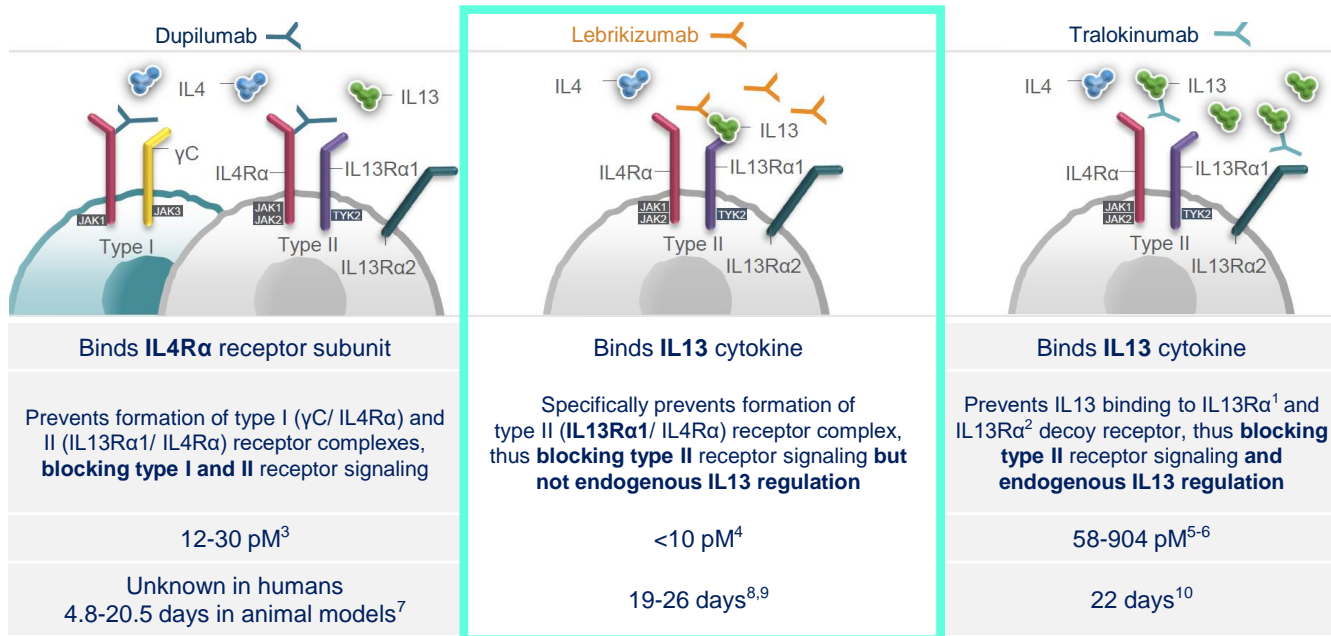 Dupilumab
Lebrikizumab
Tralokinumab
IL4
IL13
γC
IL4Rα
IL13Rα1
JAK1
JAK3
JAK1
JAK2
TYK2
Type I
Type II
IL13Rα2
IL4
IL13
IL4Rα
IL13Rα1
JAK1
JAK2
TYK2
Type II
IL13Rα2
IL4
IL13
IL4Rα
IL13Rα1
JAK1
JAK2
TYK2
Type II
IL13Rα2
Binds IL4Rα receptor subunit
Binds IL13 cytokine
Binds IL13 cytokine
Prevents formation of type I (γC/ IL4Rα) and
II (IL13Rα1/ IL4Rα) receptor complexes,
blocking type I and II receptor signaling
Specifically prevents formation of
type II (IL13Rα1/ IL4Rα) receptor complex,
thus blocking type II receptor signaling but
not endogenous IL13 regulation
Prevents IL13 binding to IL13Rα¹ and
IL13Rα² decoy receptor, thus blocking
type II receptor signaling and
endogenous IL13 regulation
12-30 pM³
<10 pM⁴
58-904 pM⁵⁻⁶
Unknown in humans
4.8-20.5 days in animal models⁷
19-26 days⁸,⁹
22 days¹⁰